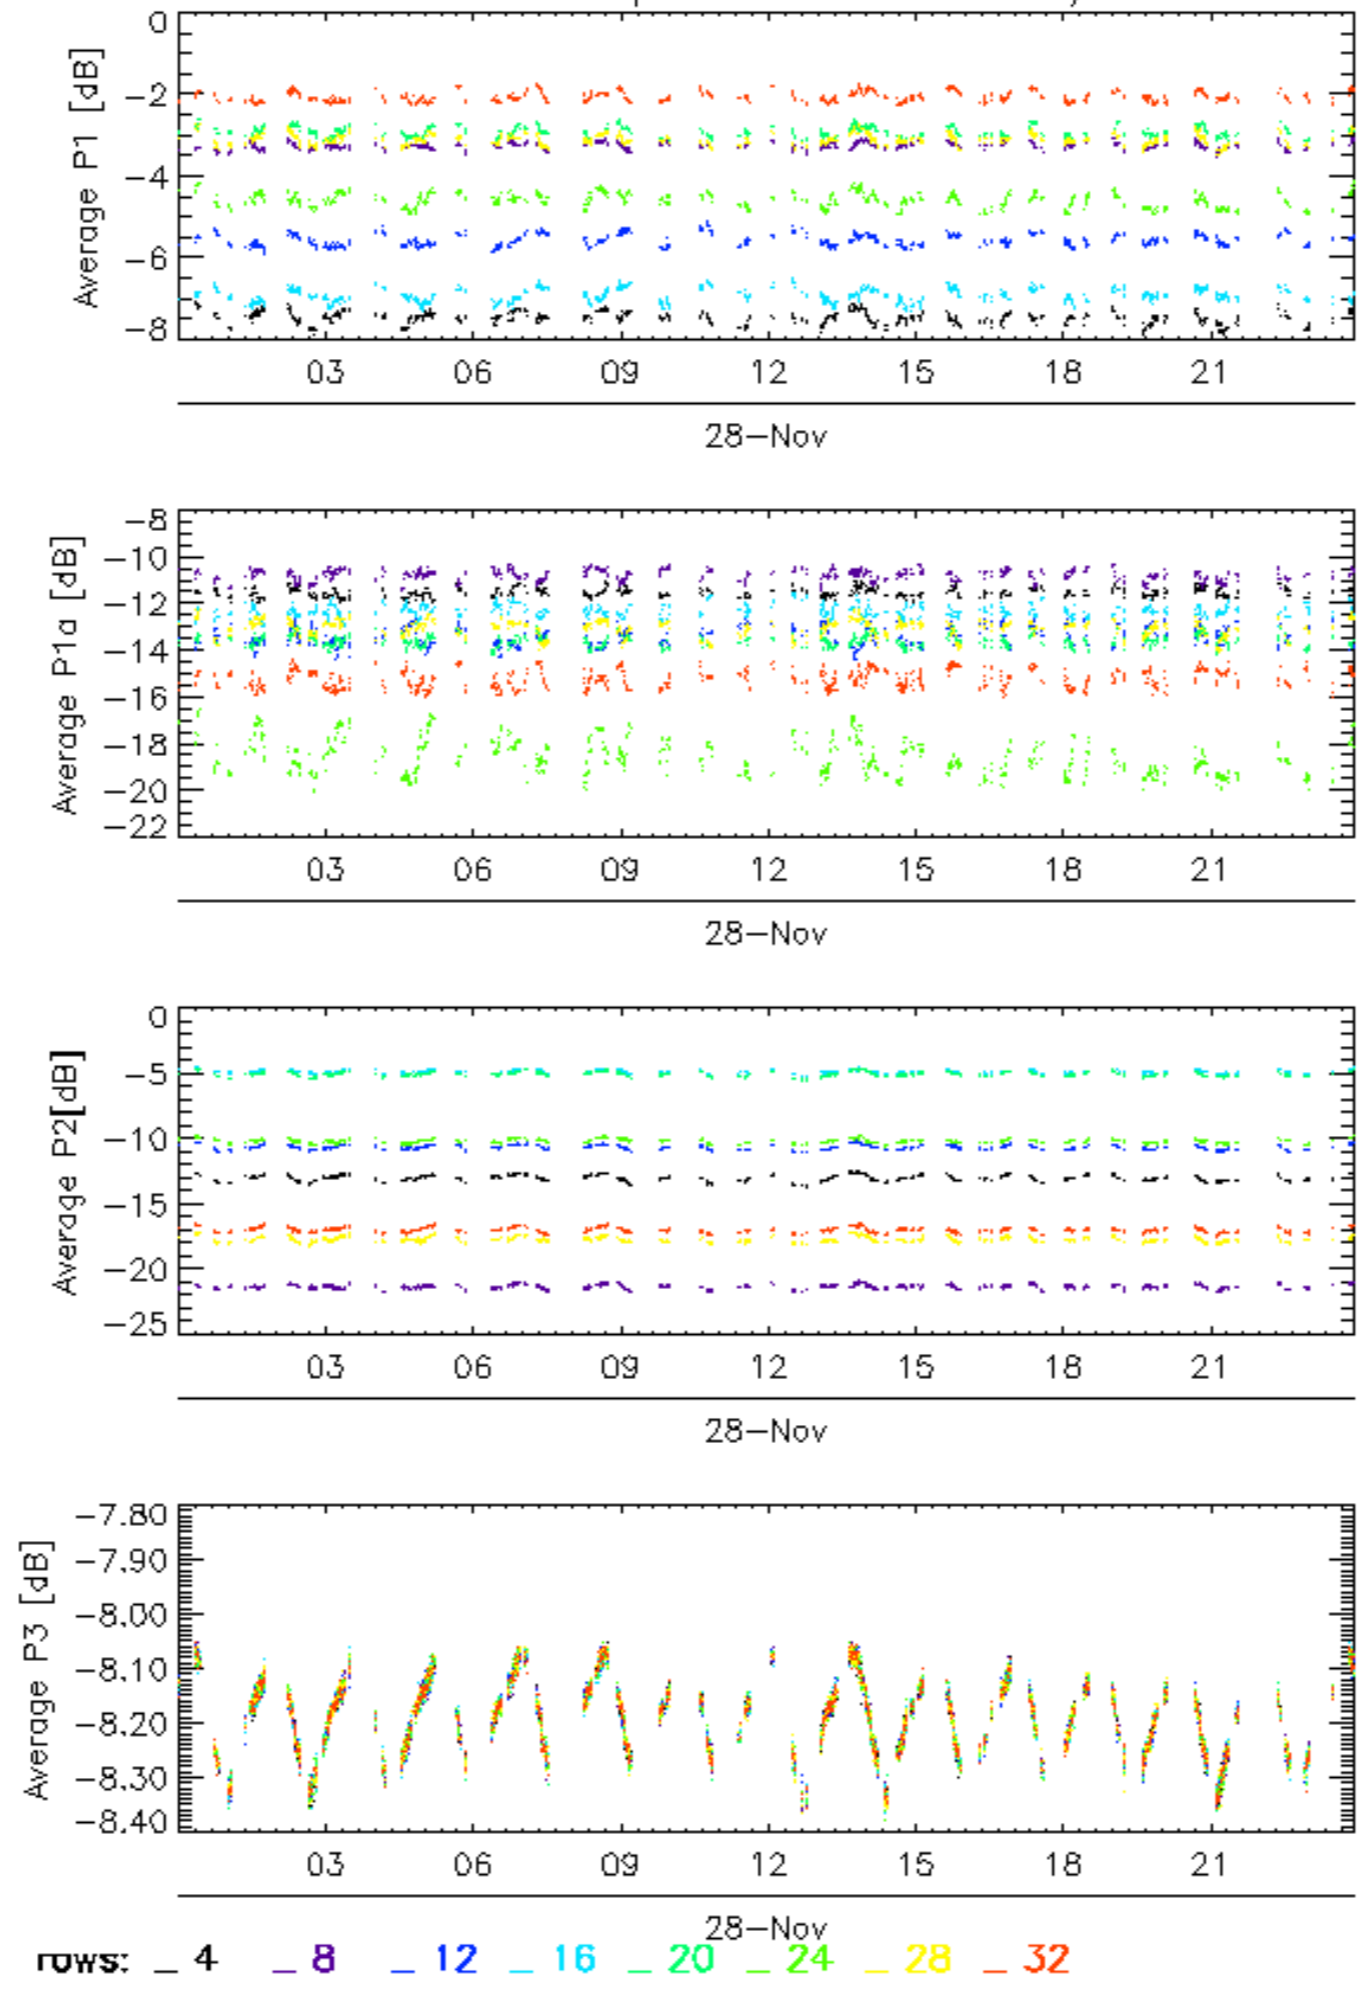 0
-2
-4
-6
-8
Average P1 [dB]
03 06 09 12 15 18 21
28-Nov
-8
-10
-12
-14
-16
-18
-20
-22
Average P1a [dB]
03 06 09 12 15 18 21
28-Nov
0
-5
-10
-15
-20
-25
Average P2[dB]
03 06 09 12 15 18 21
28-Nov
-7.80
-7.90
-8.00
-8.10
-8.20
-8.30
-8.40
Average P3 [dB]
03 06 09 12 15 18 21
28-Nov
rows: _ 4 _ 8 _ 12 _ 16 _ 20 _ 24 _ 28 _ 32